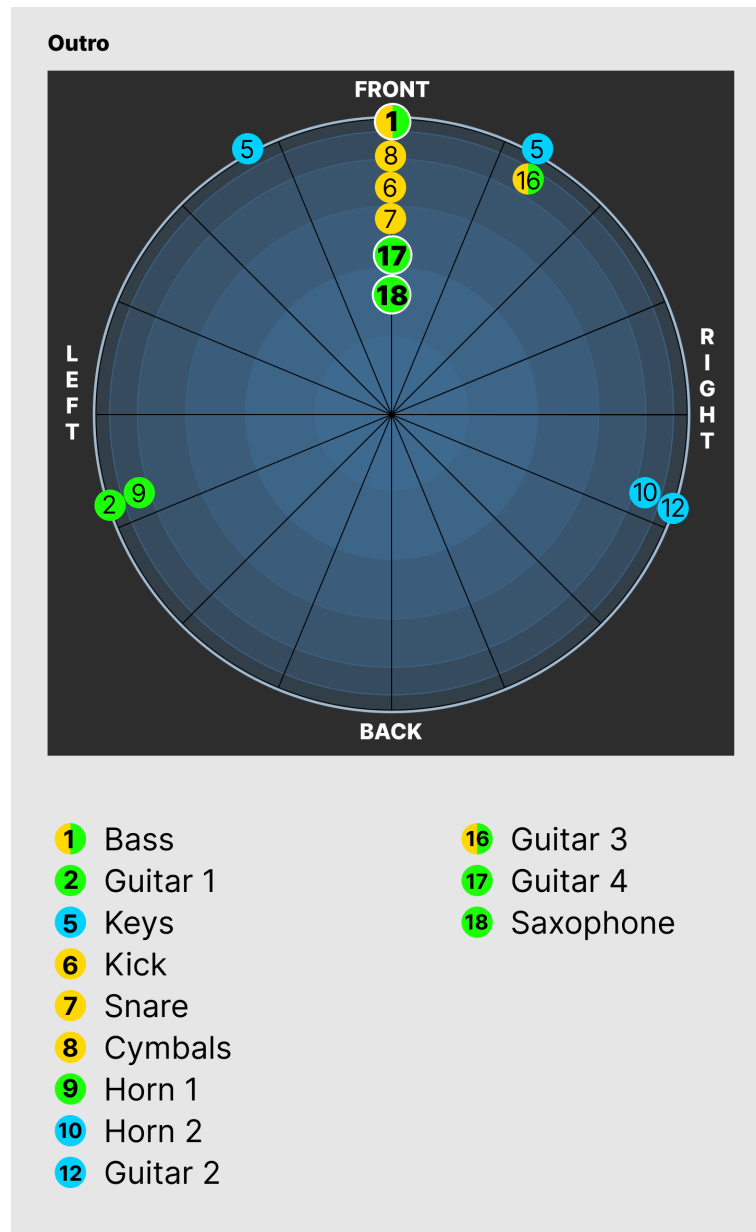 Outro
FRONT
1
5
5
8
16
6
7
17
18
LEFT
RIGHT
9
10
2
12
BACK
1 Bass
2 Guitar 1
5 Keys
6 Kick
7 Snare
8 Cymbals
9 Horn 1
10 Horn 2
12 Guitar 2
16 Guitar 3
17 Guitar 4
18 Saxophone